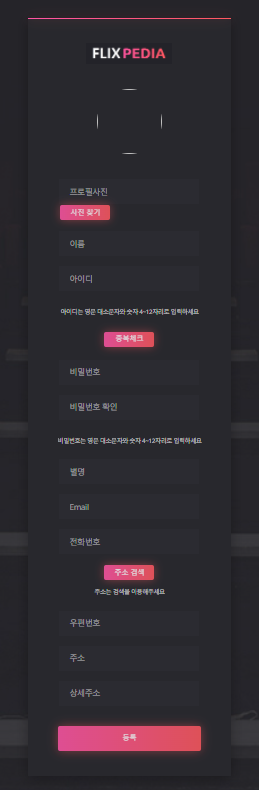 FLIXPEDIA
프로필사진
사진 찾기
이름
아이디
아이디는 영문 대소문자와 숫자 4~12자리로 입력하세요
중복체크
비밀번호
비밀번호 확인
비밀번호는 영문 대소문자와 숫자 4~12자리로 입력하세요
별명
Email
전화번호
주소 검색
주소는 검색을 이용해주세요
우편번호
주소
상세주소
등록